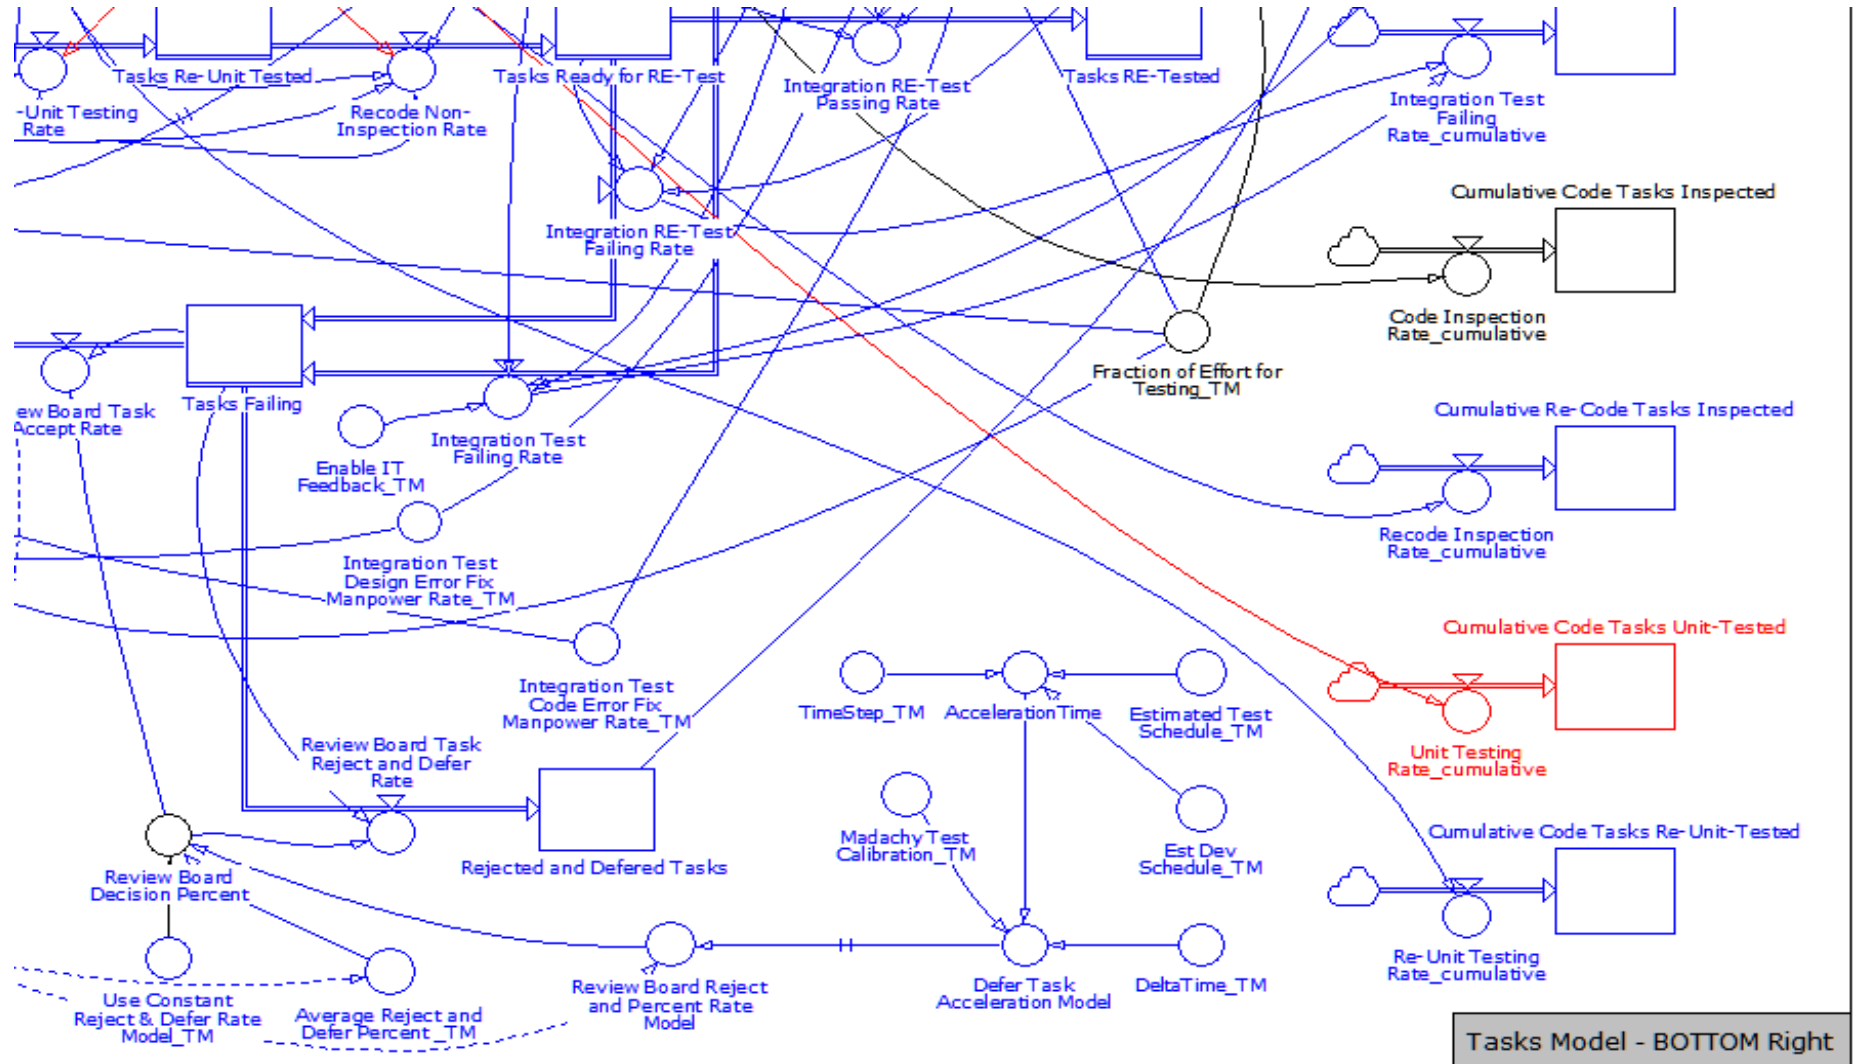 Tasks Re-Unit Tested
Tasks Ready for RE-Test
Tasks RE-Tested
-Unit Testing
Rate
Recode Non-
Inspection Rate
Integration RE-Test
Passing Rate
Integration Test
Failing
Rate_cumulative
Cumulative Code Tasks Inspected
Integration RE-Test
Failing Rate
Code Inspection
Rate_cumulative
Fraction of Effort for
Testing_TM
Tasks Failing
ew Board Task
Accept Rate
Integration Test
Failing Rate
Enable IT
Feedback_TM
Cumulative Re-Code Tasks Inspected
Recode Inspection
Rate_cumulative
Integration Test
Design Error Fix
Manpower Rate_TM
Cumulative Code Tasks Unit-Tested
Integration Test
Code Error Fix
Manpower Rate_TM
TimeStep_TM
AccelerationTime
Estimated Test
Schedule_TM
Unit Testing
Rate_cumulative
Review Board Task
Reject and Defer
Rate
Madachy Test
Calibration_TM
Est Dev
Schedule_TM
Cumulative Code Tasks Re-Unit-Tested
Rejected and Defered Tasks
Review Board
Decision Percent
Re-Unit Testing
Rate_cumulative
Use Constant
Reject & Defer Rate
Model_TM
Average Reject and
Defer Percent_TM
Review Board Reject
and Percent Rate
Model
Defer Task
Acceleration Model
DeltaTime_TM
Tasks Model - BOTTOM Right